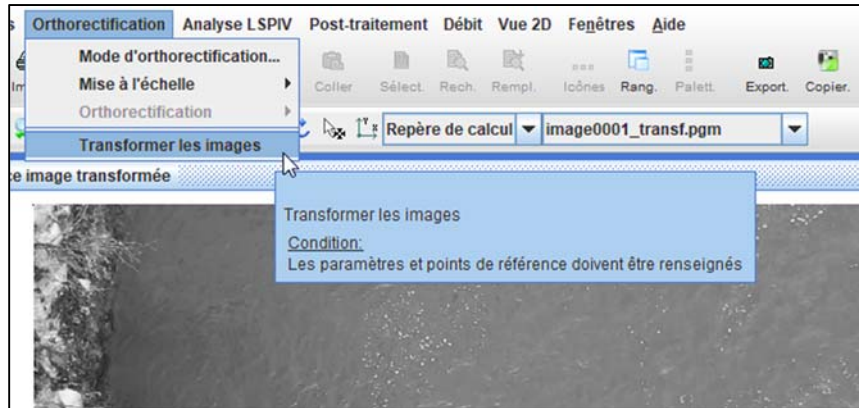 Orthorectification Analyse LSPIV Post-traitement Débit Vue 2D Fenêtres Aide
Mode d'orthorectification...
Mise à l'échelle
Orthorectification
Transformer les images
Coller Sélect. Rech. Rempl. Icônes Rang. Palett. Export. Copier.
Repère de calcul image0001_transf.pgm
image transformée
Transformer les images
Condition:
Les paramètres et points de référence doivent être renseignés